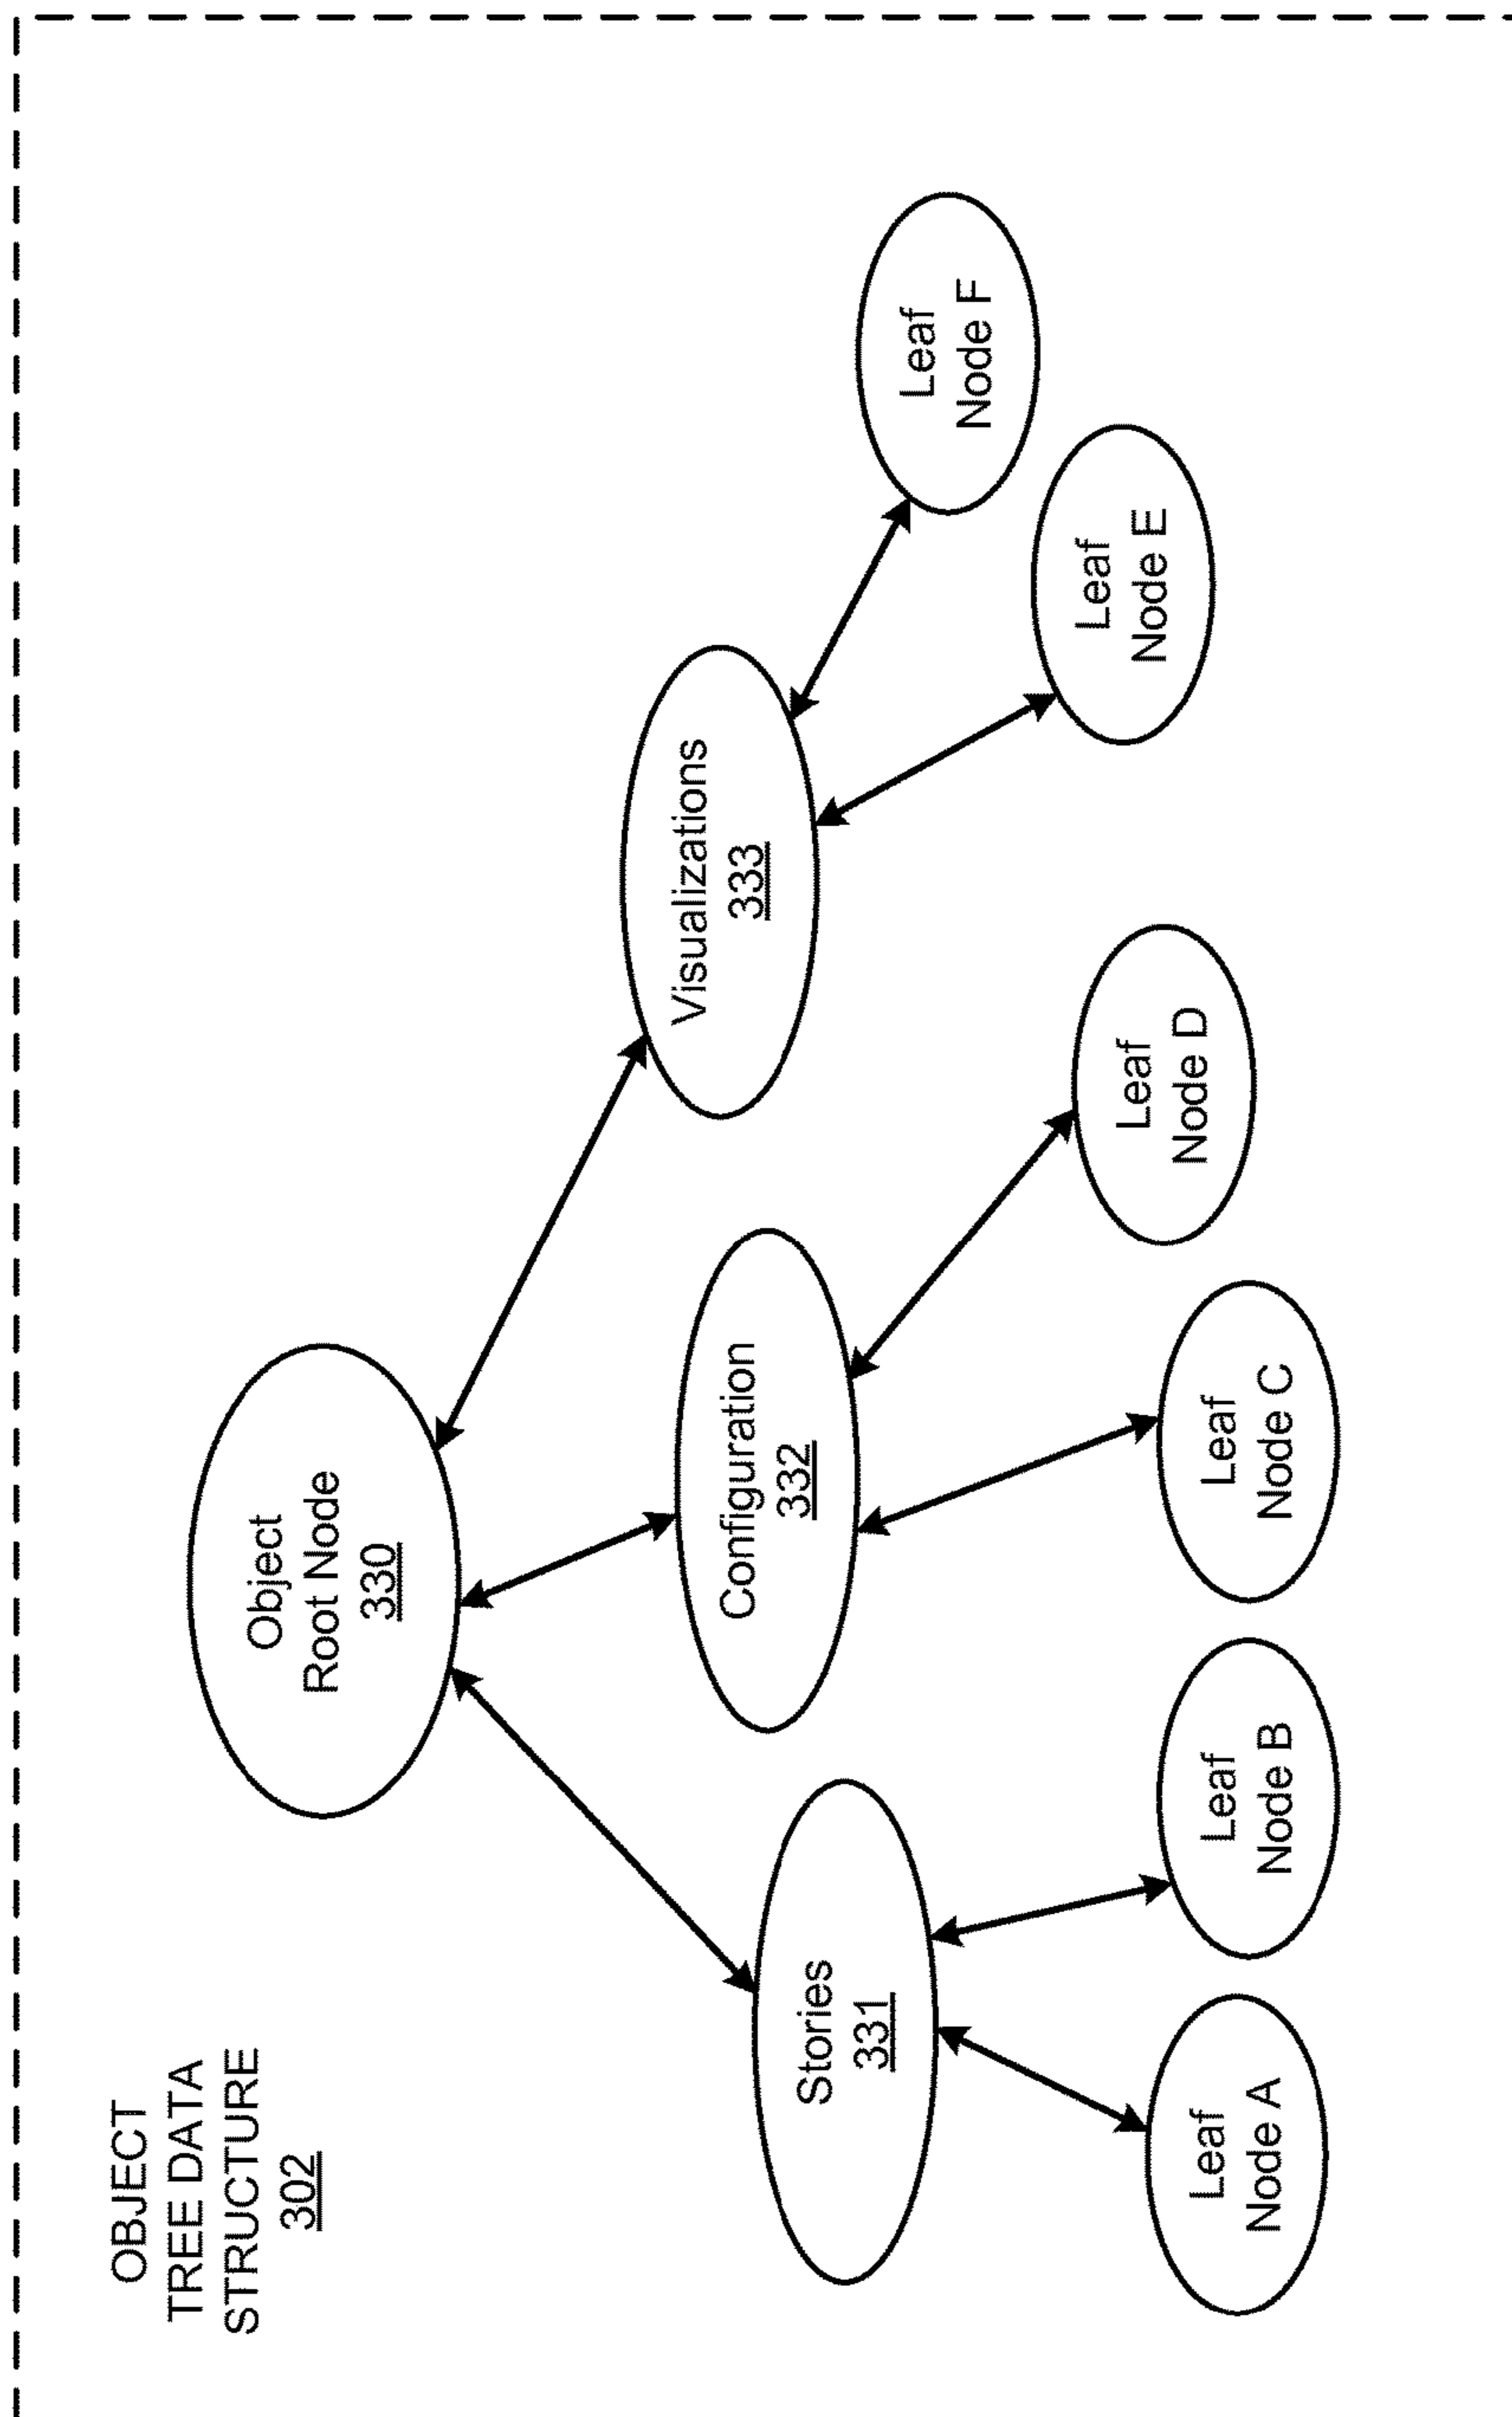 OBJECT
TREE DATA
STRUCTURE
302
Object
Root Node
330
Stories
331
Configuration
332
Visualizations
333
Leaf
Node A
Leaf
Node B
Leaf
Node C
Leaf
Node D
Leaf
Node E
Leaf
Node F